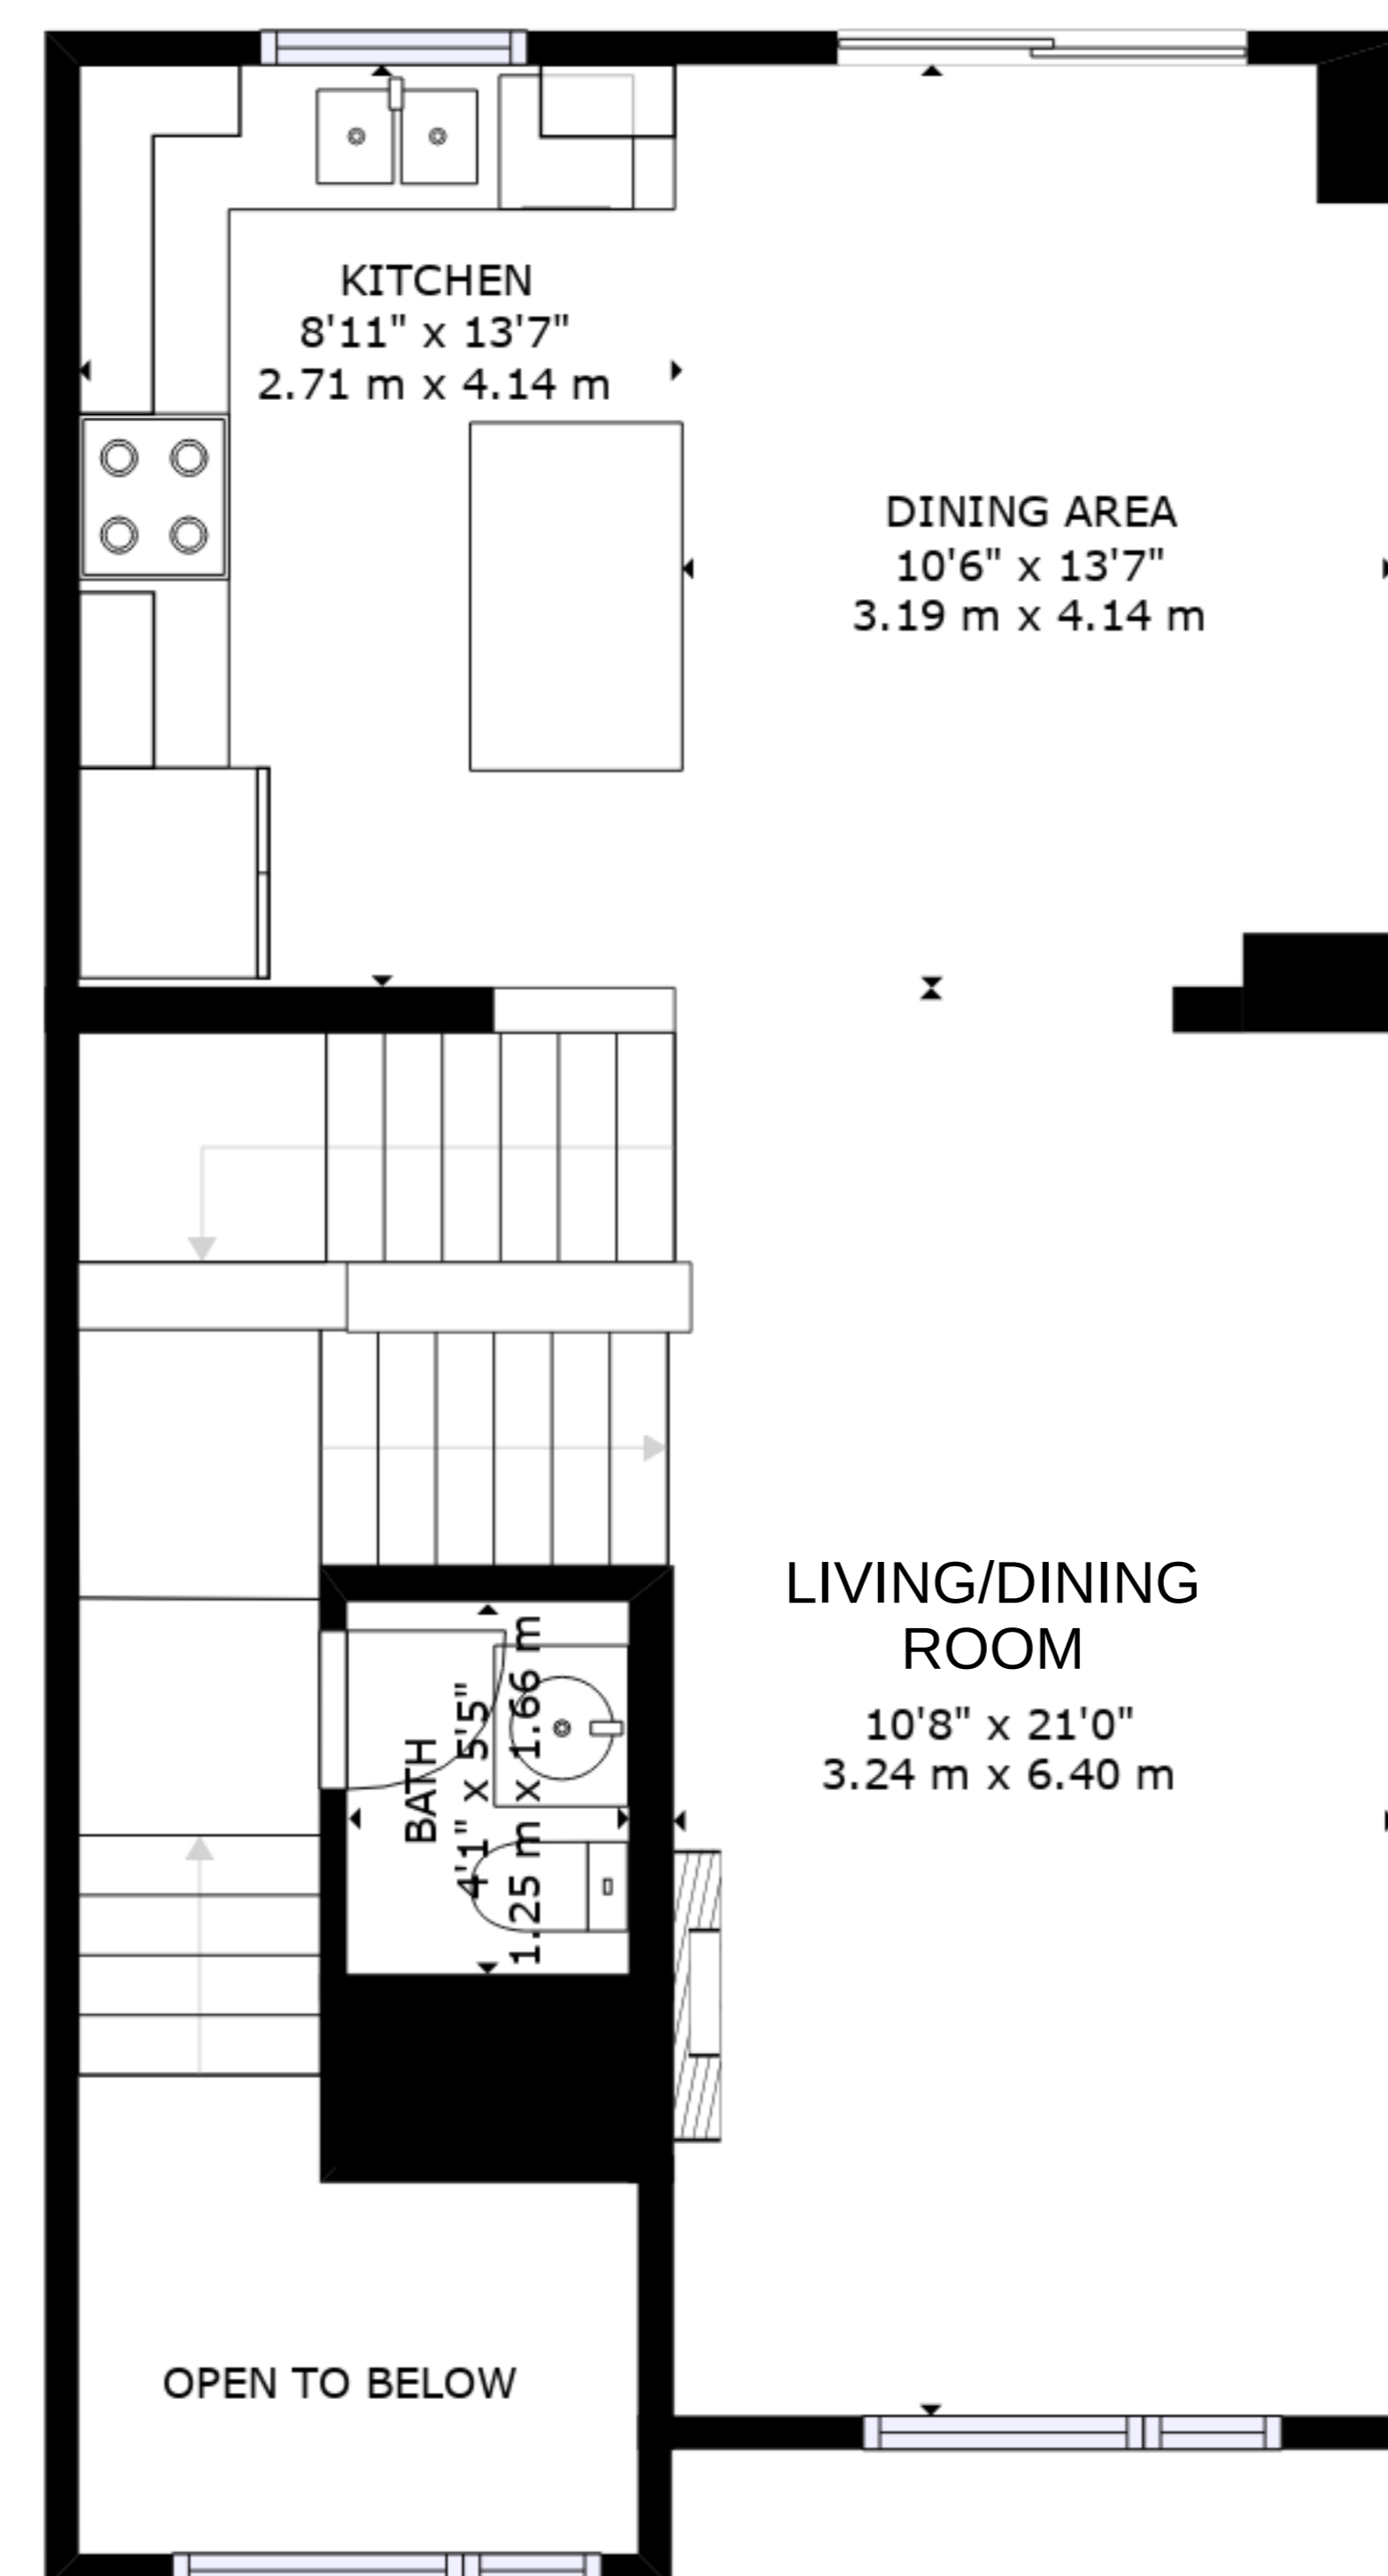 KITCHEN
8'11" x 13'7"
2.71 m x 4.14 m
DINING AREA
10'6" x 13'7"
3.19 m x 4.14 m
LIVING/DINING
ROOM
10'8" x 21'0"
3.24 m x 6.40 m
BATH
4'1" x 5'5"
1.25 m x 1.66 m
OPEN TO BELOW